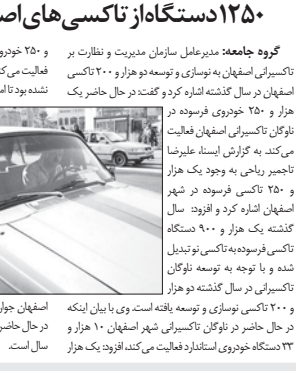 ۱۲۵۰ دستگاه از تاکسی‌های
گروه جامعه: مدیرعامل سازمان مدیریت و نظارت بر
تاکسیرانی اصفهان به نوسازی و توسعه دو هزار و ۲۰۰ تاکسی
اصفهان در سال گذشته اشاره کرد و گفت: در حال حاضر یک
هزار و ۲۵۰ خودروی فرسوده در
ناوگان تاکسیرانی اصفهان فعالیت
می‌کند. به گزارش ایسنا، علیرضا
تاجمیر ریاحی به وجود یک هزار
و ۲۵۰ تاکسی فرسوده در شهر
اصفهان اشاره کرد و افزود: سال
گذشته یک هزار و ۹۰۰ دستگاه
تاکسی فرسوده به تاکسی نو تبدیل
شده و با توجه به توسعه ناوگان
تاکسیرانی در سال گذشته دو هزار
و ۲۰۰ تاکسی نوسازی و توسعه یافته است. وی با بیان اینکه
در حال حاضر در ناوگان تاکسیرانی شهر اصفهان ۱۰ هزار و
۳۳ دستگاه خودروی استاندارد فعالیت می‌کند، افزود: یک هزار
و ۲۵۰ خودرو
فعالیت می‌ک
نشده بود تا ام
اصفهان جوار
در حال حاضر
سال است.